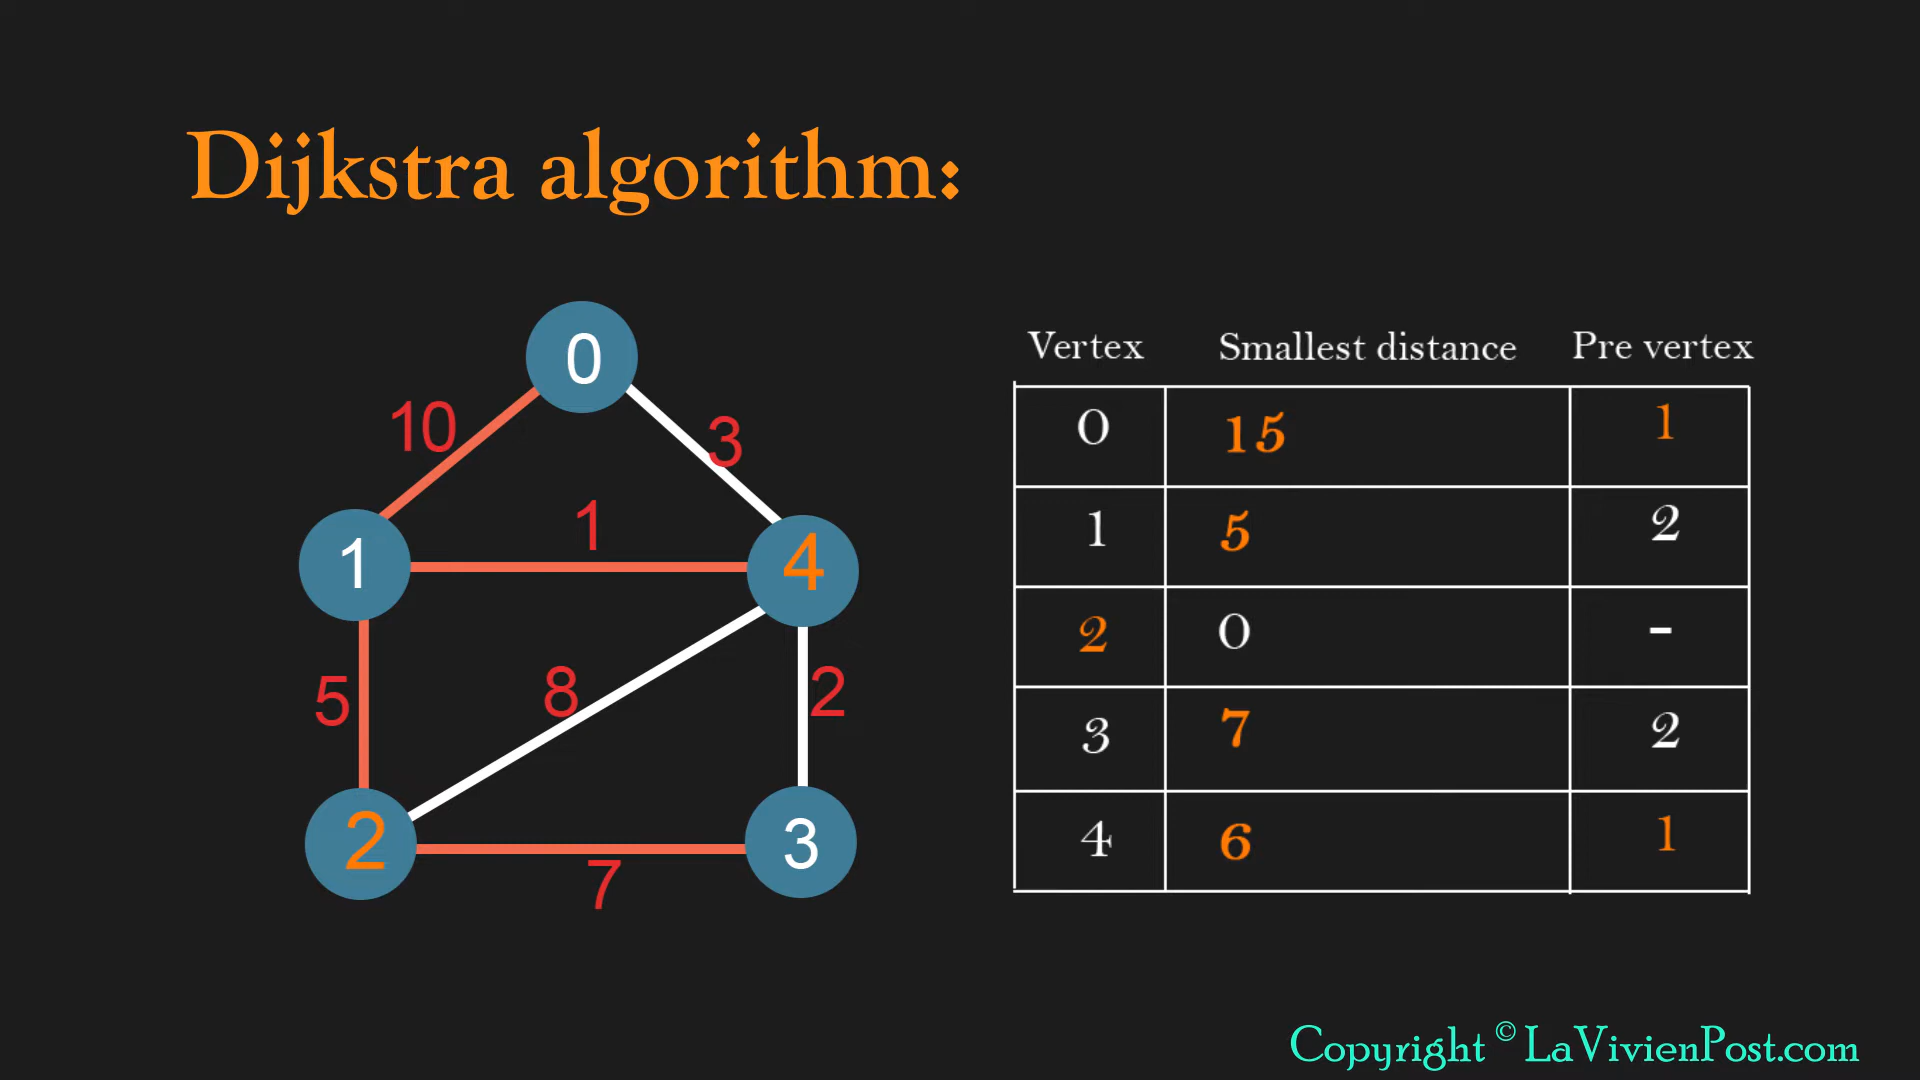 Dijkstra algorithm:
0
10
3
1
1
4
5
8
2
2
3
7
Vertex Smallest distance Pre vertex
0 15 1
1 5 2
2 0 -
3 7 2
4 6 1
Copyright © LaVivienPost.com